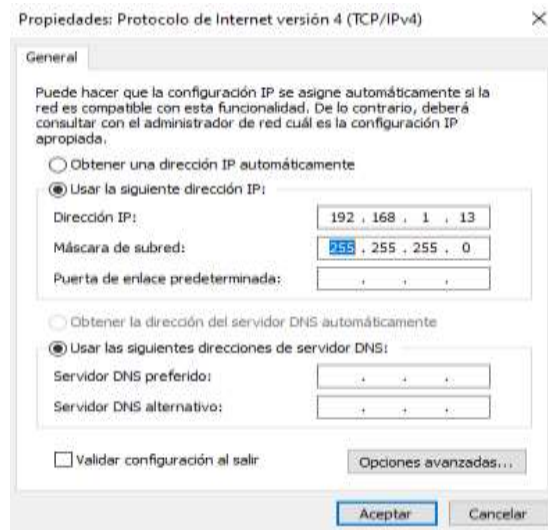 Propiedades: Protocolo de Internet versión 4 (TCP/IPv4)
General
Puede hacer que la configuración IP se asigne automáticamente si la
red es compatible con esta funcionalidad. De lo contrario, deberá
consultar con el administrador de red cuál es la configuración IP
apropiada.
Obtener una dirección IP automáticamente
Usar la siguiente dirección IP:
Dirección IP: 192 . 168 . 1 . 13
Máscara de subred: 255 . 255 . 255 . 0
Puerta de enlace predeterminada: . . .
Obtener la dirección del servidor DNS automáticamente
Usar las siguientes direcciones de servidor DNS:
Servidor DNS preferido: . . .
Servidor DNS alternativo: . . .
Validar configuración al salir Opciones avanzadas...
Aceptar Cancelar